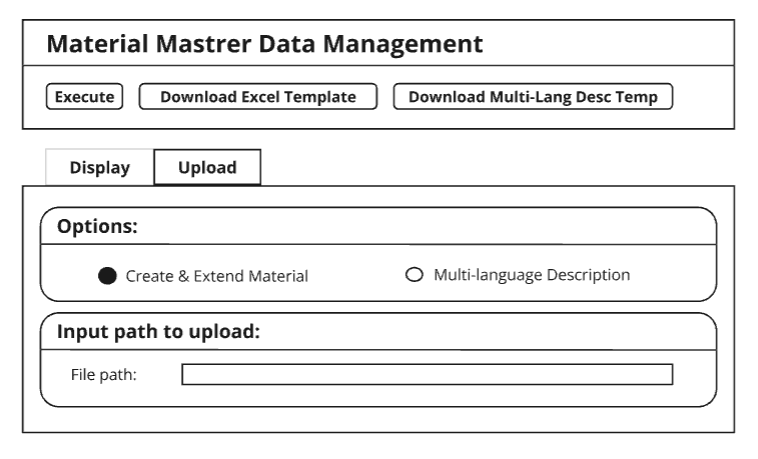 Material Mastrer Data Management
Execute Download Excel Template Download Multi-Lang Desc Temp
Display Upload
Options:
Create & Extend Material Multi-language Description
Input path to upload:
File path: